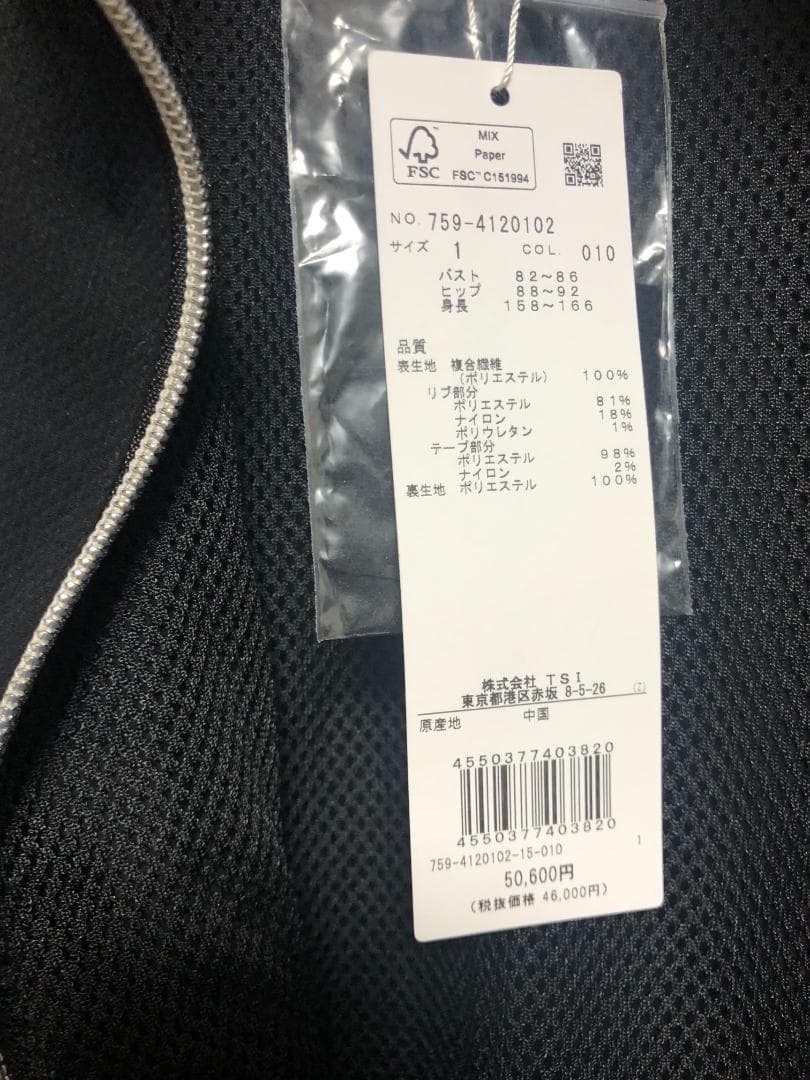 MIX
Paper
FSC
FSC™ C151994
NO. 759-4120102
サイズ 1 COL. 010
バスト 82～86
ヒップ 88～92
身長 158～166
品質
表生地 複合繊維
(ポリエステル) 100%
リブ部分
ポリエステル 81%
ナイロン 18%
ポリウレタン 1%
テープ部分
ポリエステル 98%
ナイロン 2%
裏生地 ポリエステル 100%
株式会社 TSI
東京都港区赤坂 8-5-26 (Z)
原産地 中国
4550377403820
4550377403820
759-4120102-15-010 1
50,600円
(税抜価格 46,000円)